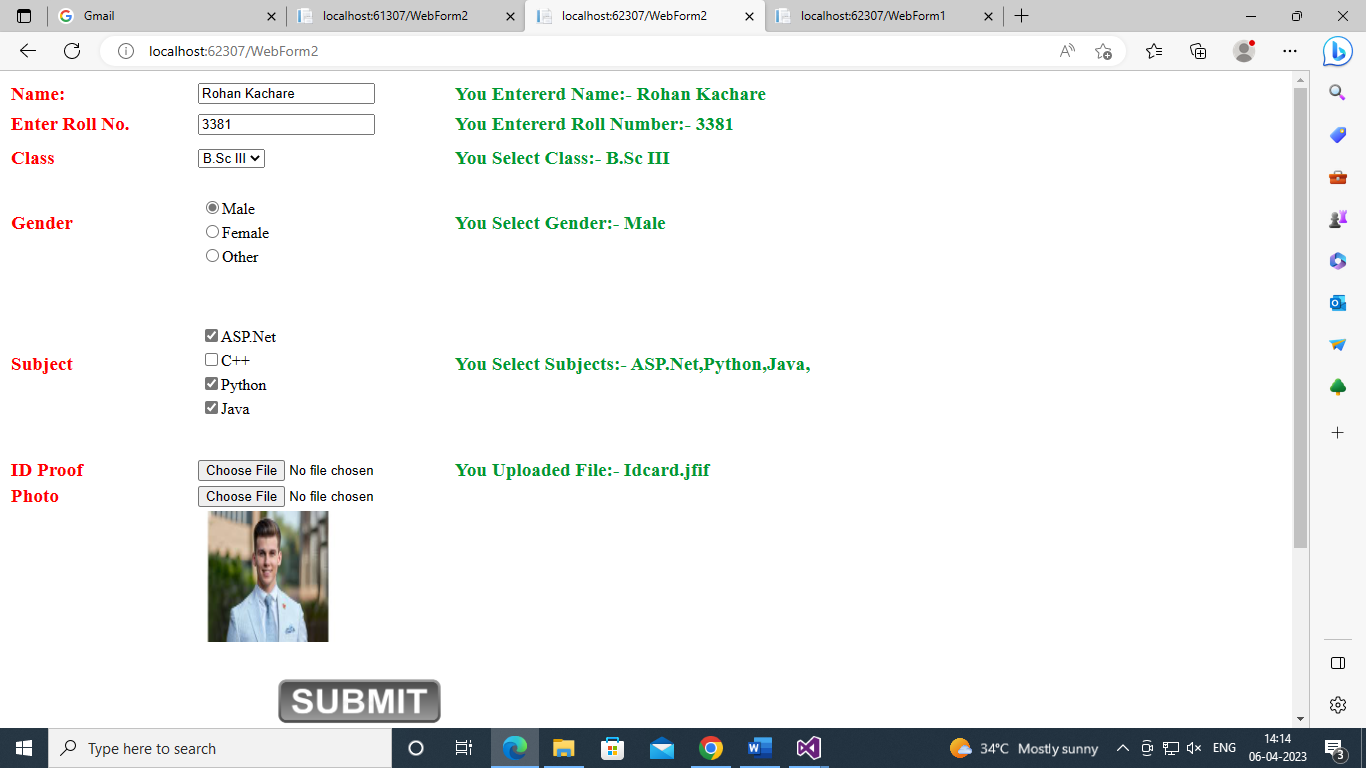 Gmail
localhost:61307/WebForm2
localhost:62307/WebForm2
localhost:62307/WebForm1
localhost:62307/WebForm2
Name: Rohan Kachare You Entererd Name:- Rohan Kachare
Enter Roll No. 3381 You Entererd Roll Number:- 3381
Class B.Sc III You Select Class:- B.Sc III
Male
Gender You Select Gender:- Male
Female
Other
ASP.Net
C++
Subject You Select Subjects:- ASP.Net,Python,Java,
Python
Java
ID Proof Choose File No file chosen You Uploaded File:- Idcard.jfif
Photo Choose File No file chosen
SUBMIT
Type here to search
34°C Mostly sunny
ENG
14:14
06-04-2023
3